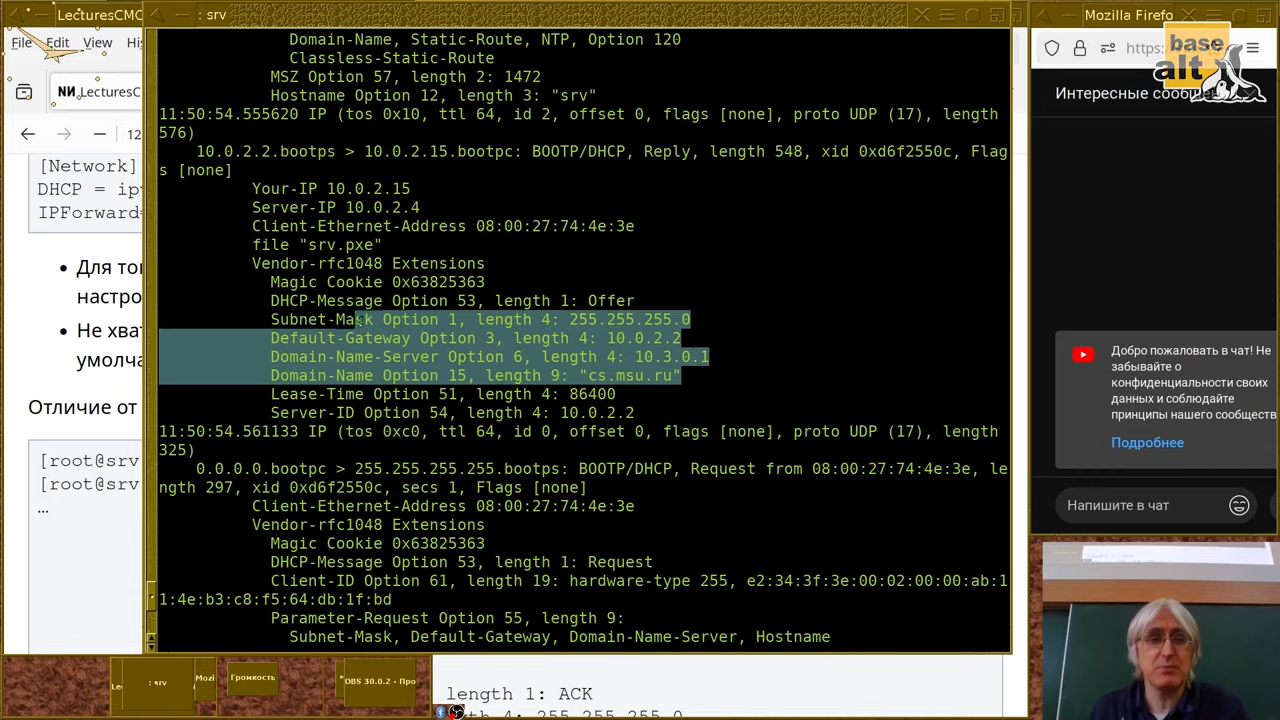 LecturesCMC
: srv
Mozilla Firefo
File Edit View His
LecturesC
12
https:
base
alt
Интересные сообщ
[Network]
DHCP = ip
IPForward=
Для то
настро
Не хва
умолча
Отличие от
[root@srv
[root@srv
…
Domain-Name, Static-Route, NTP, Option 120
Classless-Static-Route
MSZ Option 57, length 2: 1472
Hostname Option 12, length 3: "srv"
11:50:54.555620 IP (tos 0x10, ttl 64, id 2, offset 0, flags [none], proto UDP (17), length
576)
10.0.2.2.bootps > 10.0.2.15.bootpc: BOOTP/DHCP, Reply, length 548, xid 0xd6f2550c, Flag
s [none]
Your-IP 10.0.2.15
Server-IP 10.0.2.4
Client-Ethernet-Address 08:00:27:74:4e:3e
file "srv.pxe"
Vendor-rfc1048 Extensions
Magic Cookie 0x63825363
DHCP-Message Option 53, length 1: Offer
Subnet-Mask Option 1, length 4: 255.255.255.0
Default-Gateway Option 3, length 4: 10.0.2.2
Domain-Name-Server Option 6, length 4: 10.3.0.1
Domain-Name Option 15, length 9: "cs.msu.ru"
Lease-Time Option 51, length 4: 86400
Server-ID Option 54, length 4: 10.0.2.2
11:50:54.561133 IP (tos 0xc0, ttl 64, id 0, offset 0, flags [none], proto UDP (17), length
325)
0.0.0.0.bootpc > 255.255.255.255.bootps: BOOTP/DHCP, Request from 08:00:27:74:4e:3e, le
ngth 297, xid 0xd6f2550c, secs 1, Flags [none]
Client-Ethernet-Address 08:00:27:74:4e:3e
Vendor-rfc1048 Extensions
Magic Cookie 0x63825363
DHCP-Message Option 53, length 1: Request
Client-ID Option 61, length 19: hardware-type 255, e2:34:3f:3e:00:02:00:00:ab:1
1:4e:b3:c8:f5:64:db:1f:bd
Parameter-Request Option 55, length 9:
Subnet-Mask, Default-Gateway, Domain-Name-Server, Hostname
Добро пожаловать в чат! Не
забывайте о
конфиденциальности своих
данных и соблюдайте
принципы нашего сообществ
Подробнее
Напишите в чат
: srv
Mozi
Громкость
OBS 30.0.2 - Про
length 1: ACK